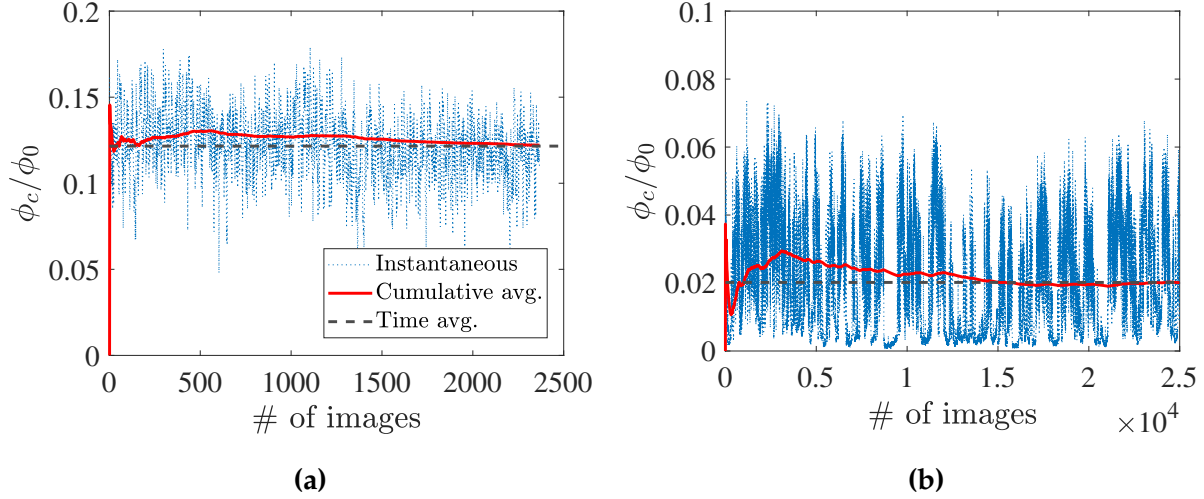 0.2
0.15
0.1
0.05
0
ϕc/ϕ0
Instantaneous
Cumulative avg.
Time avg.
0 500 1000 1500 2000 2500
# of images
(a)
0.1
0.08
0.06
0.04
0.02
0
ϕc/ϕ0
0 0.5 1 1.5 2 2.5
# of images ×10^4
(b)